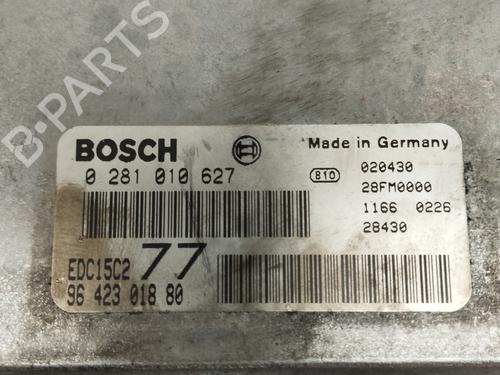 B-PARTS
BOSCH
Made in Germany
0 281 010 627
810
020430
28FM0000
1166 0226
28430
EDC15C2 77
96 423 018 80